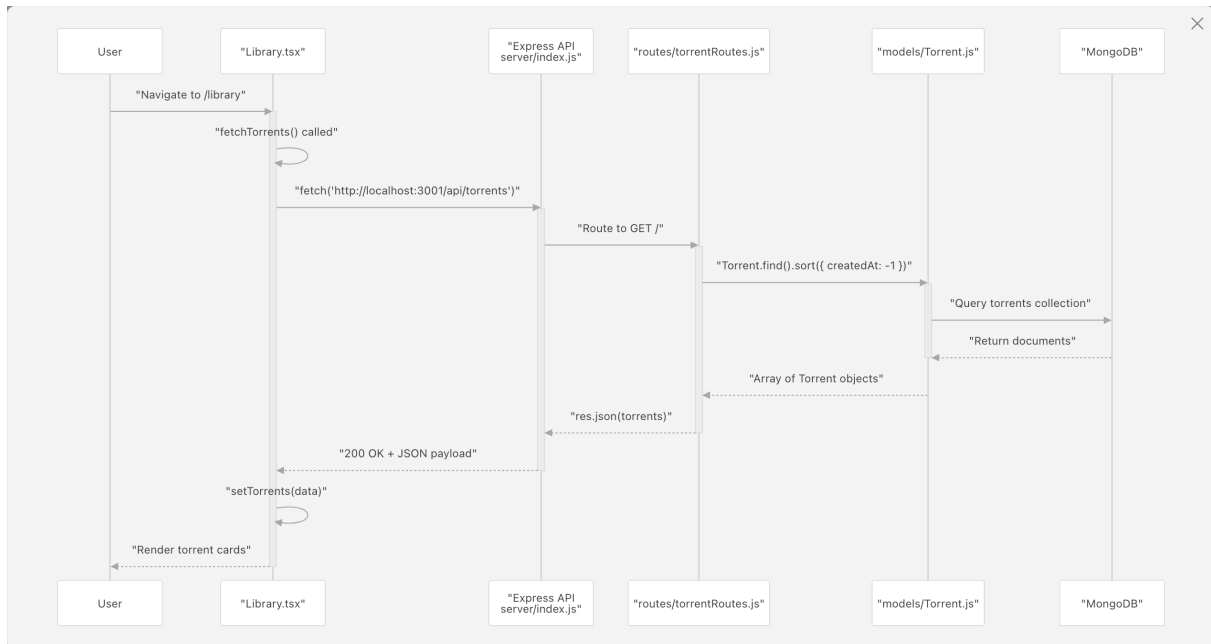 User
"Library.tsx"
"Express API
server/index.js"
"routes/torrentRoutes.js"
"models/Torrent.js"
"MongoDB"
"Navigate to /library"
"fetchTorrents() called"
"fetch('http://localhost:3001/api/torrents')"
"Route to GET /"
"Torrent.find().sort({ createdAt: -1 })"
"Query torrents collection"
"Return documents"
"Array of Torrent objects"
"res.json(torrents)"
"200 OK + JSON payload"
"setTorrents(data)"
"Render torrent cards"
User
"Library.tsx"
"Express API
server/index.js"
"routes/torrentRoutes.js"
"models/Torrent.js"
"MongoDB"